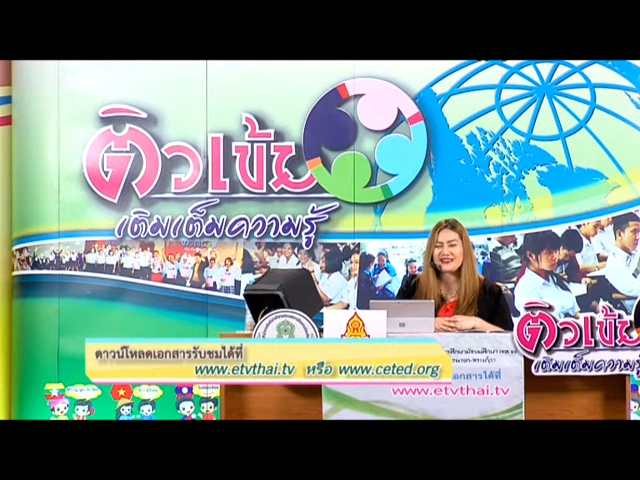 ติวเข้ม
เติมเต็มความรู้
ติวเข้ม
เติมเต็มความรู้
ดาวน์โหลดเอกสารรับชมได้ที่
www.etvthai.tv หรือ www.ceted.org
เอกสารได้ที่
www.etvthai.tv